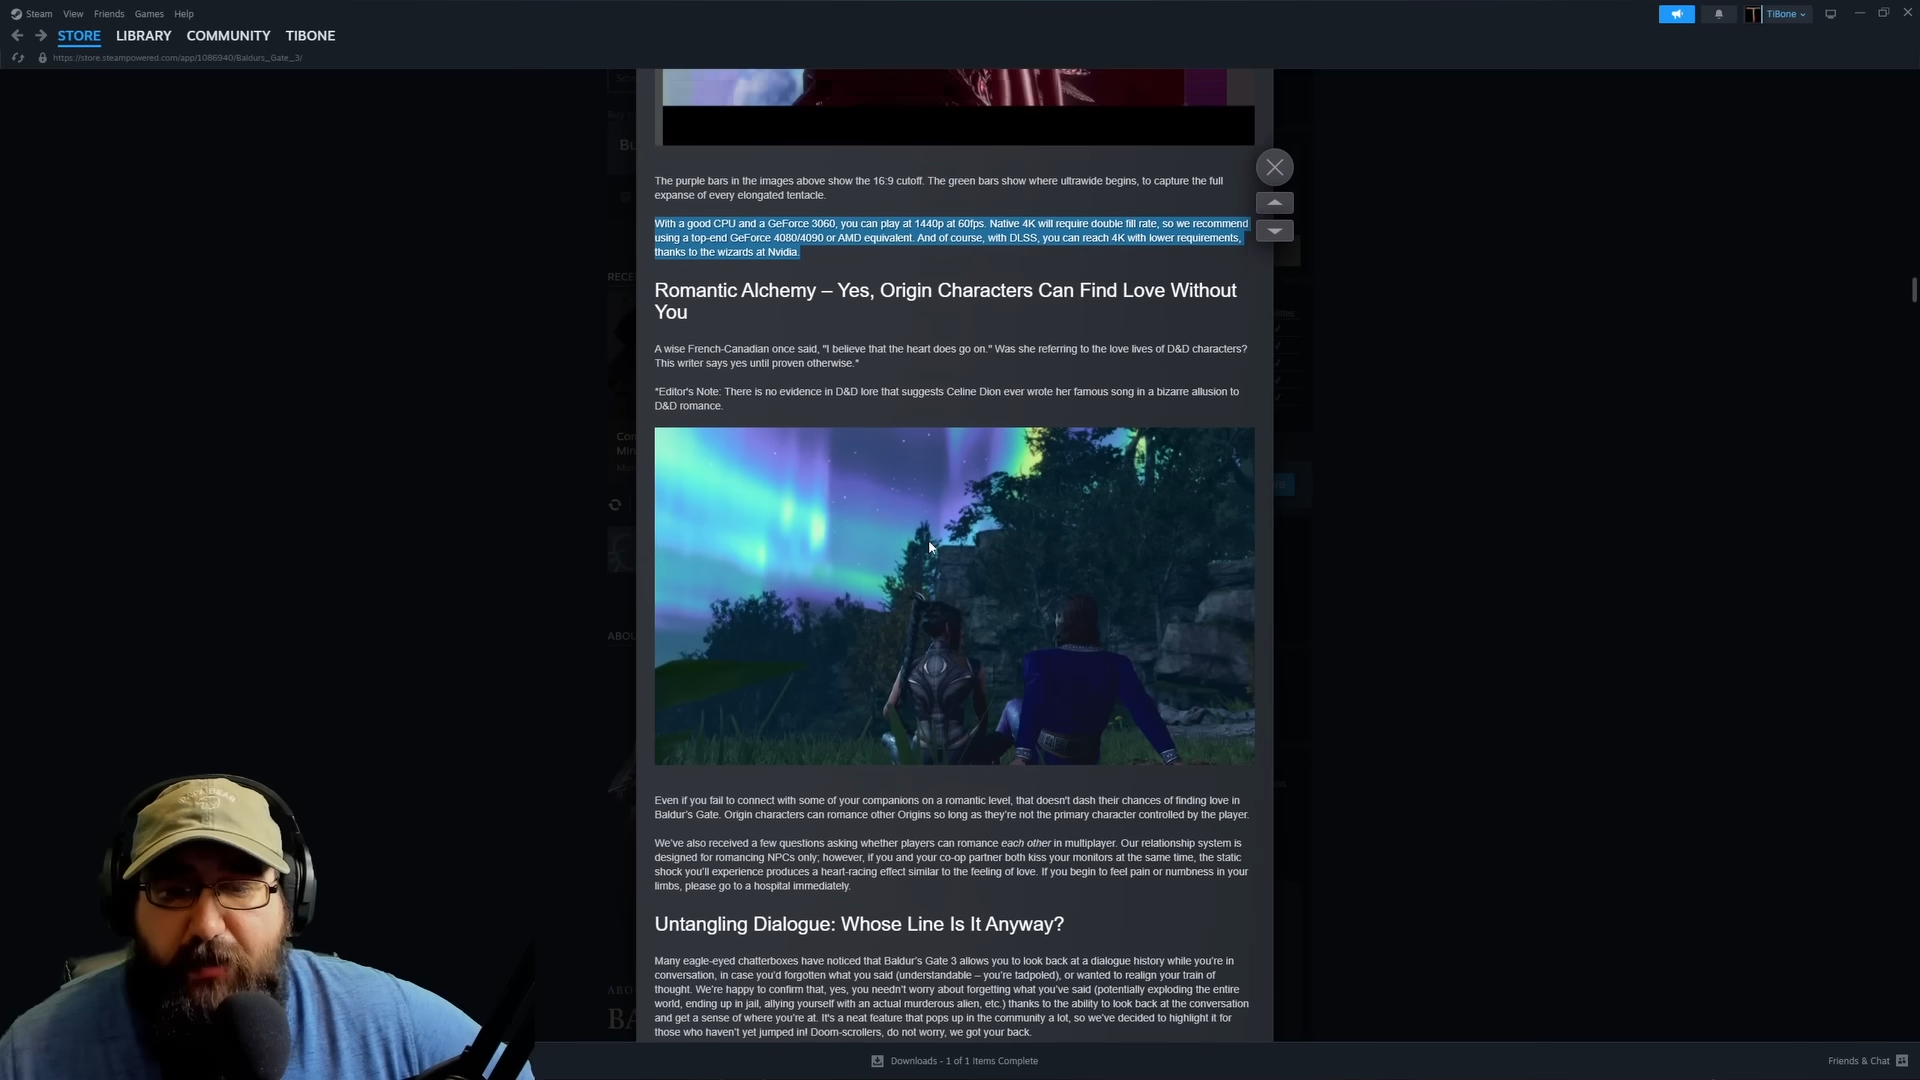 Steam View Friends Games Help
TiBone
STORE LIBRARY COMMUNITY TIBONE
https://store.steampowered.com/app/1086940/Baldurs_Gate_3/
The purple bars in the images above show the 16:9 cutoff. The green bars show where ultrawide begins, to capture the full
expanse of every elongated tentacle.
With a good CPU and a GeForce 3060, you can play at 1440p at 60fps. Native 4K will require double fill rate, so we recommend
using a top-end GeForce 4080/4090 or AMD equivalent. And of course, with DLSS, you can reach 4K with lower requirements,
thanks to the wizards at Nvidia.
Romantic Alchemy – Yes, Origin Characters Can Find Love Without
You
A wise French-Canadian once said, "I believe that the heart does go on." Was she referring to the love lives of D&D characters?
This writer says yes until proven otherwise.*
*Editor's Note: There is no evidence in D&D lore that suggests Celine Dion ever wrote her famous song in a bizarre allusion to
D&D romance.
Even if you fail to connect with some of your companions on a romantic level, that doesn't dash their chances of finding love in
Baldur's Gate. Origin characters can romance other Origins so long as they're not the primary character controlled by the player.
We've also received a few questions asking whether players can romance each other in multiplayer. Our relationship system is
designed for romancing NPCs only; however, if you and your co-op partner both kiss your monitors at the same time, the static
shock you'll experience produces a heart-racing effect similar to the feeling of love. If you begin to feel pain or numbness in your
limbs, please go to a hospital immediately.
Untangling Dialogue: Whose Line Is It Anyway?
Many eagle-eyed chatterboxes have noticed that Baldur's Gate 3 allows you to look back at a dialogue history while you're in
conversation, in case you'd forgotten what you said (understandable – you're tadpoled), or wanted to realign your train of
thought. We're happy to confirm that, yes, you needn't worry about forgetting what you've said (potentially exploding the entire
world, ending up in jail, allying yourself with an actual murderous alien, etc.) thanks to the ability to look back at the conversation
and get a sense of where you're at. It's a neat feature that pops up in the community a lot, so we've decided to highlight it for
those who haven't yet jumped in! Doom-scrollers, do not worry, we got your back.
Downloads - 1 of 1 Items Complete
Friends & Chat